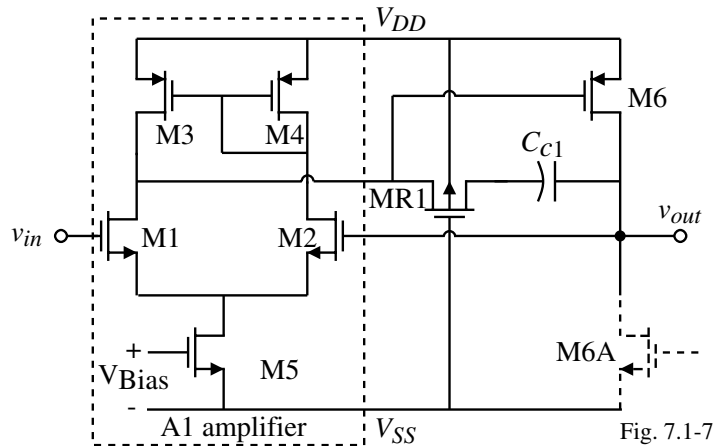 V_DD
M3
M4
M6
C_c1
MR1
v_in
M1
M2
v_out
+
V_Bias
-
M5
M6A
A1 amplifier
V_SS
Fig. 7.1-7